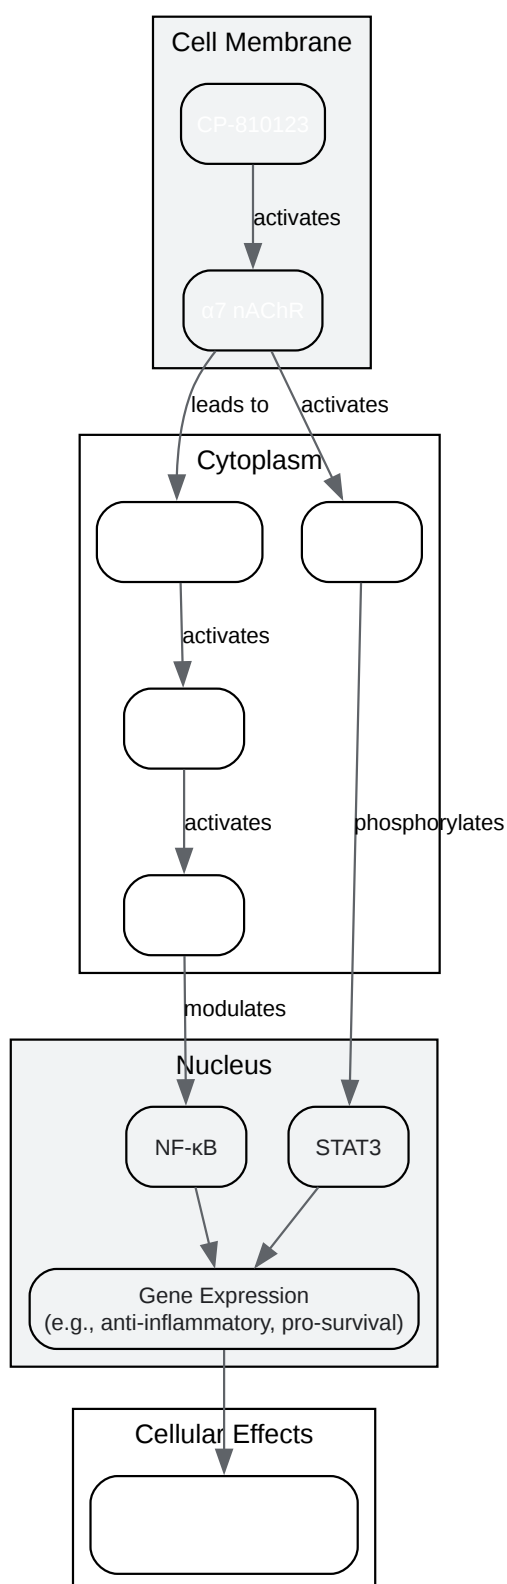 Cell Membrane
CP-810123
activates
α7 nAChR
leads to
activates
Cytoplasm
activates
activates
phosphorylates
modulates
Nucleus
NF-κB
STAT3
Gene Expression
(e.g., anti-inflammatory, pro-survival)
Cellular Effects